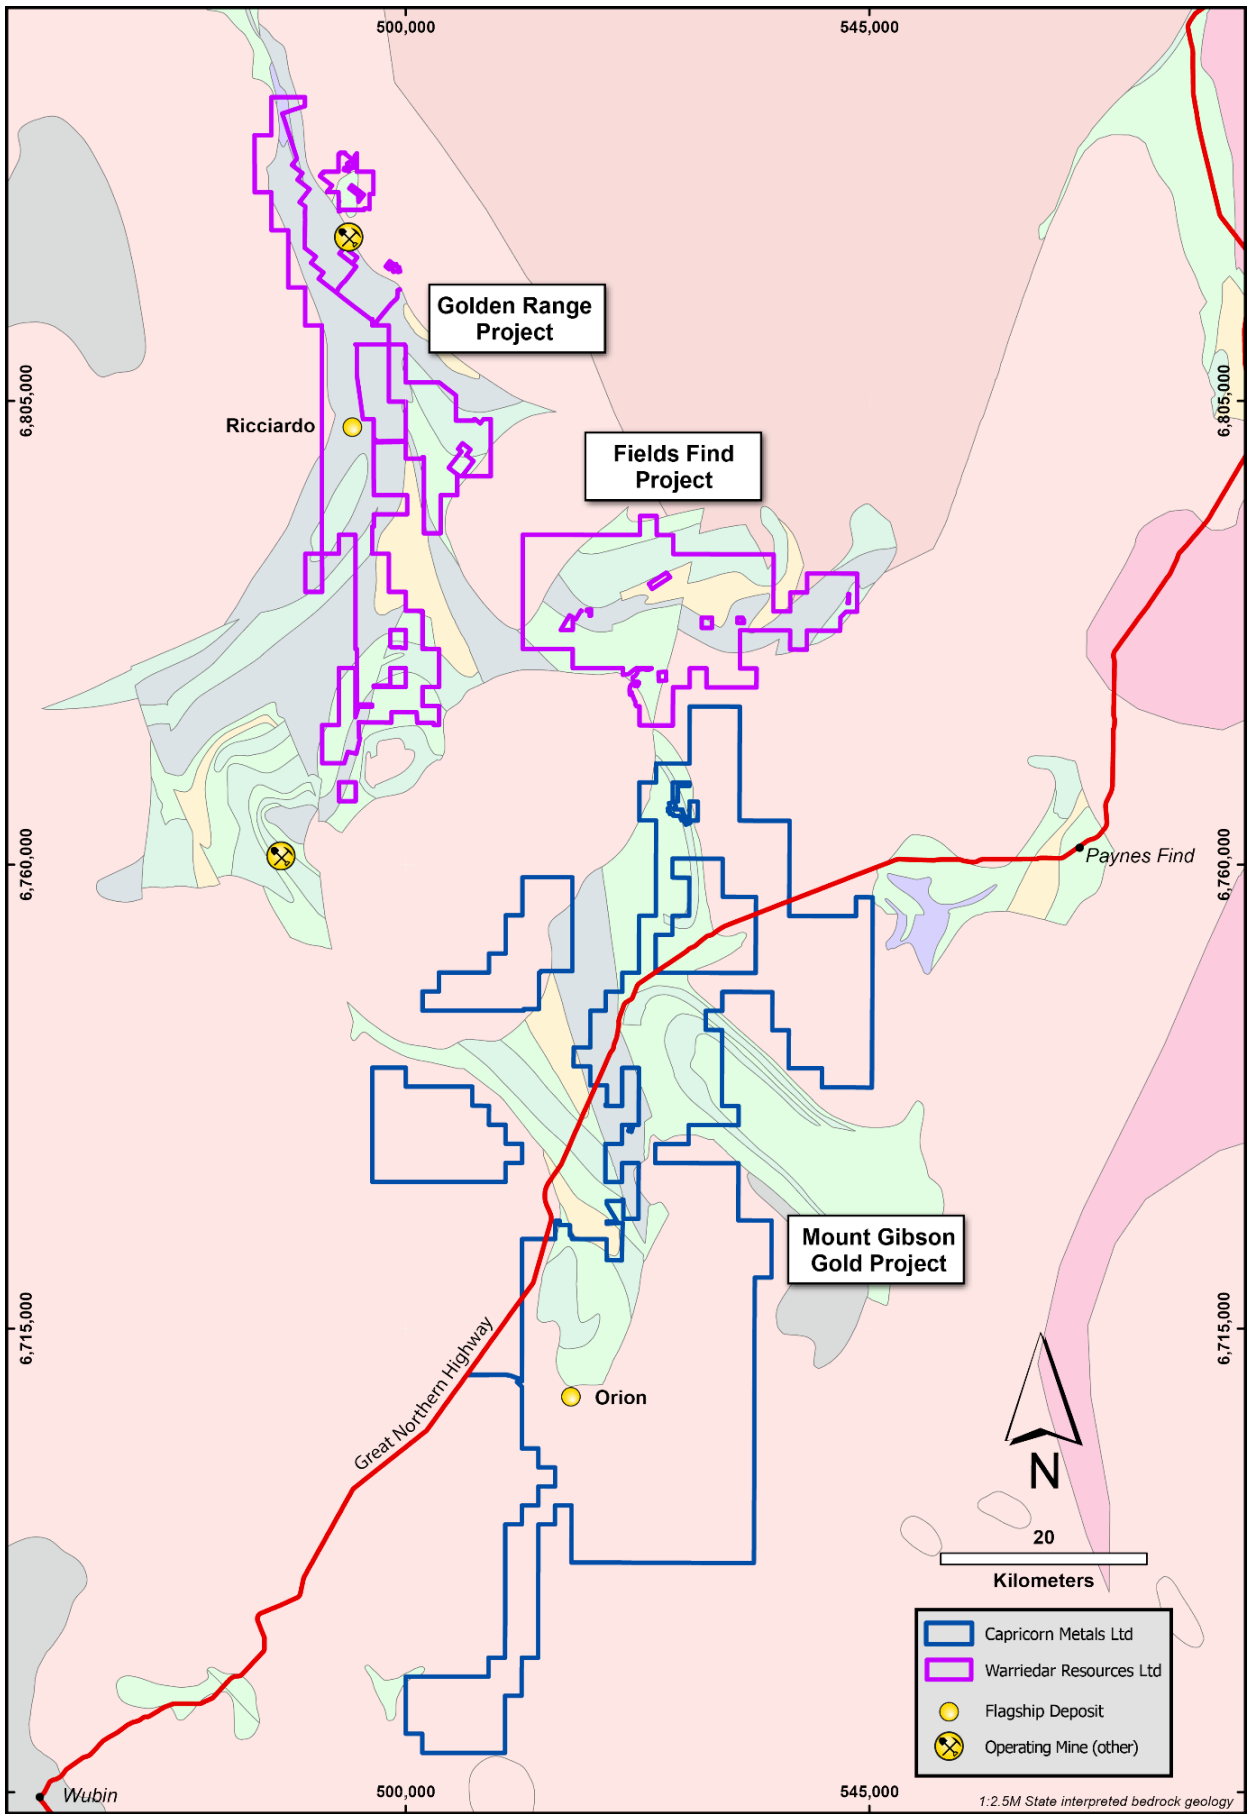 500,000
545,000
Golden Range
Project
6,805,000
6,805,000
Ricciardo
Fields Find
Project
6,760,000
6,760,000
Paynes Find
Mount Gibson
Gold Project
6,715,000
6,715,000
Great Northern Highway
Orion
N
20
Kilometers
Capricorn Metals Ltd
Warriedar Resources Ltd
Flagship Deposit
Operating Mine (other)
Wubin
500,000
545,000
1:2.5M State interpreted bedrock geology